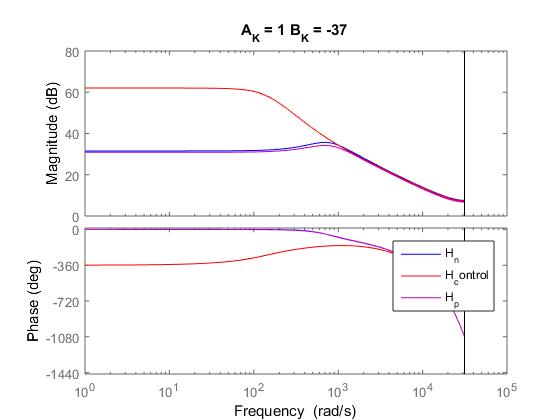 A_K = 1 B_K = -37
80
60
40
20
0
Magnitude (dB)
0
-360
-720
-1080
-1440
Phase (deg)
H_n
H_control
H_p
10^0 10^1 10^2 10^3 10^4 10^5
Frequency (rad/s)